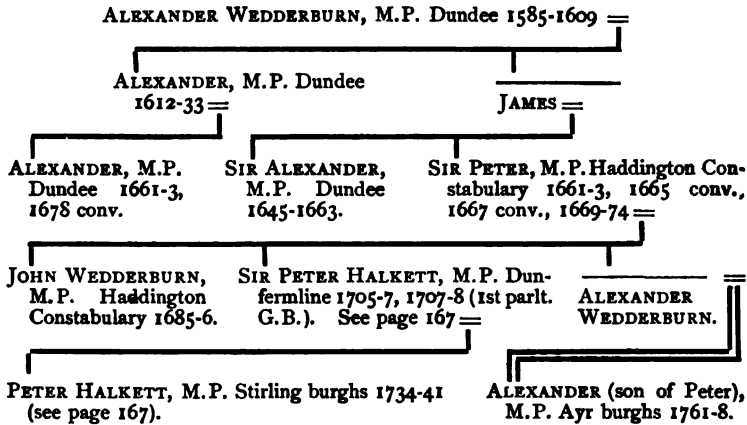 ALEXANDER WEDDERBURN, M.P. Dundee 1585-1609 =
ALEXANDER, M.P. Dundee
1612-33 =
JAMES =
ALEXANDER, M.P.
Dundee 1661-3,
1678 conv.
SIR ALEXANDER,
M.P. Dundee
1645-1663.
SIR PETER, M.P. Haddington Con-
stabulary 1661-3, 1665 conv.,
1667 conv., 1669-74 =
JOHN WEDDERBURN,
M.P. Haddington
Constabulary 1685-6.
SIR PETER HALKETT, M.P. Dun-
fermline 1705-7, 1707-8 (1st parlt.
G.B.). See page 167 =
ALEXANDER =
WEDDERBURN.
PETER HALKETT, M.P. Stirling burghs 1734-41
(see page 167).
ALEXANDER (son of Peter),
M.P. Ayr burghs 1761-8.